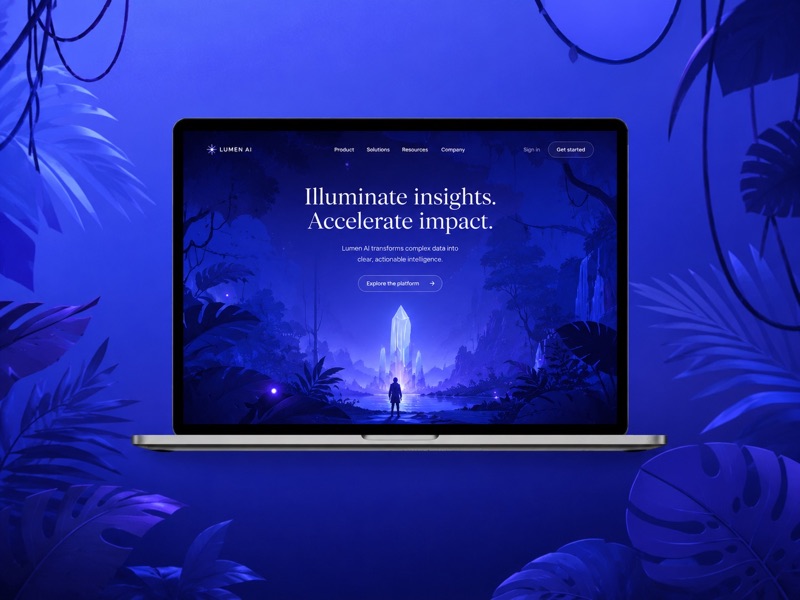 LUMEN AI
Product
Solutions
Resources
Company
Sign in
Get started
Illuminate insights.
Accelerate impact.
Lumen AI transforms complex data into
clear, actionable intelligence.
Explore the platform →